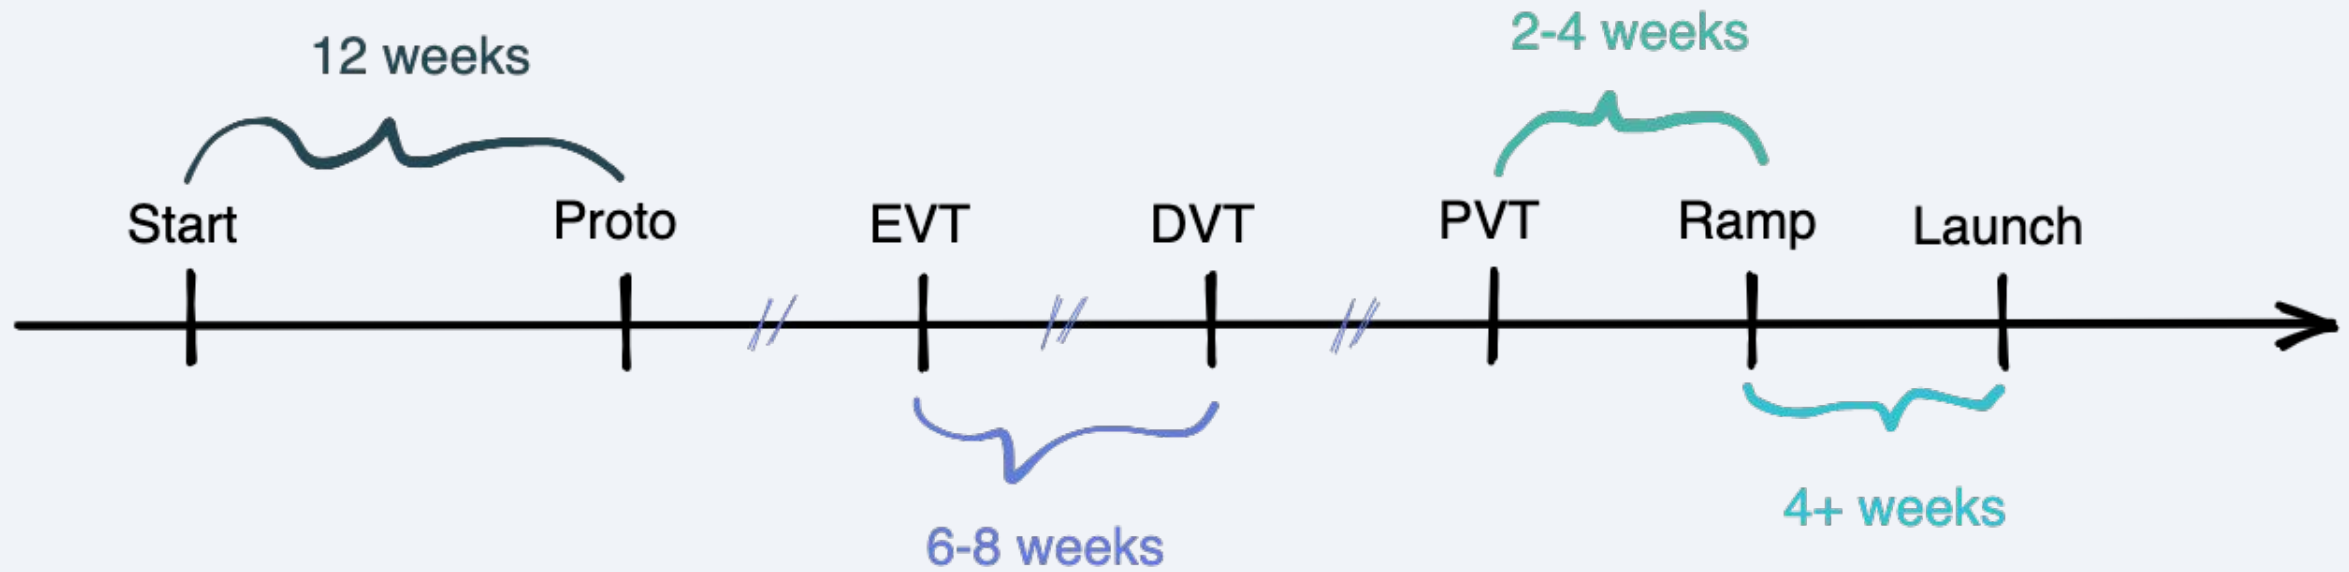 12 weeks
2-4 weeks
Start
Proto
EVT
DVT
PVT
Ramp
Launch
6-8 weeks
4+ weeks